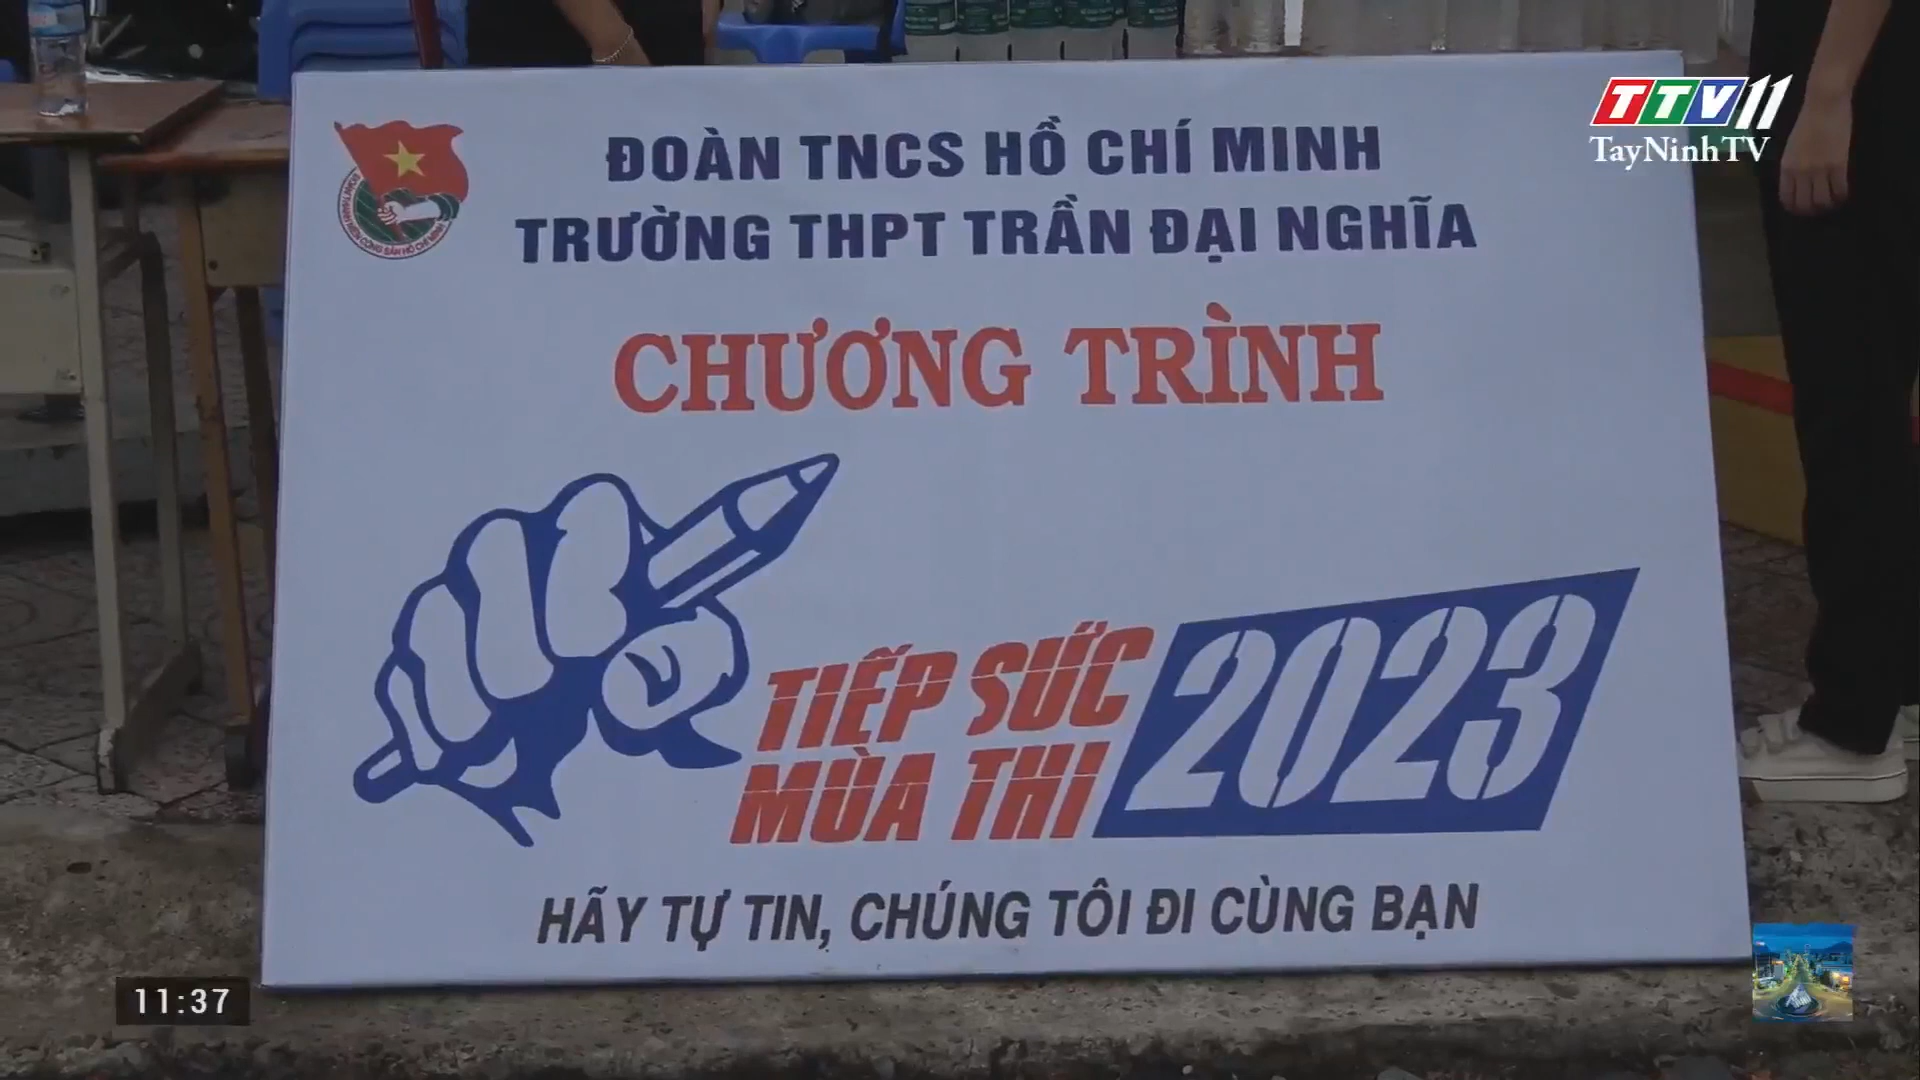 TTV11
TayNinhTV
ĐOÀN TNCS HỒ CHÍ MINH
TRƯỜNG THPT TRẦN ĐẠI NGHĨA
CHƯƠNG TRÌNH
TIẾP SỨC
MÙA THI
2023
HÃY TỰ TIN, CHÚNG TÔI ĐI CÙNG BẠN
11:37